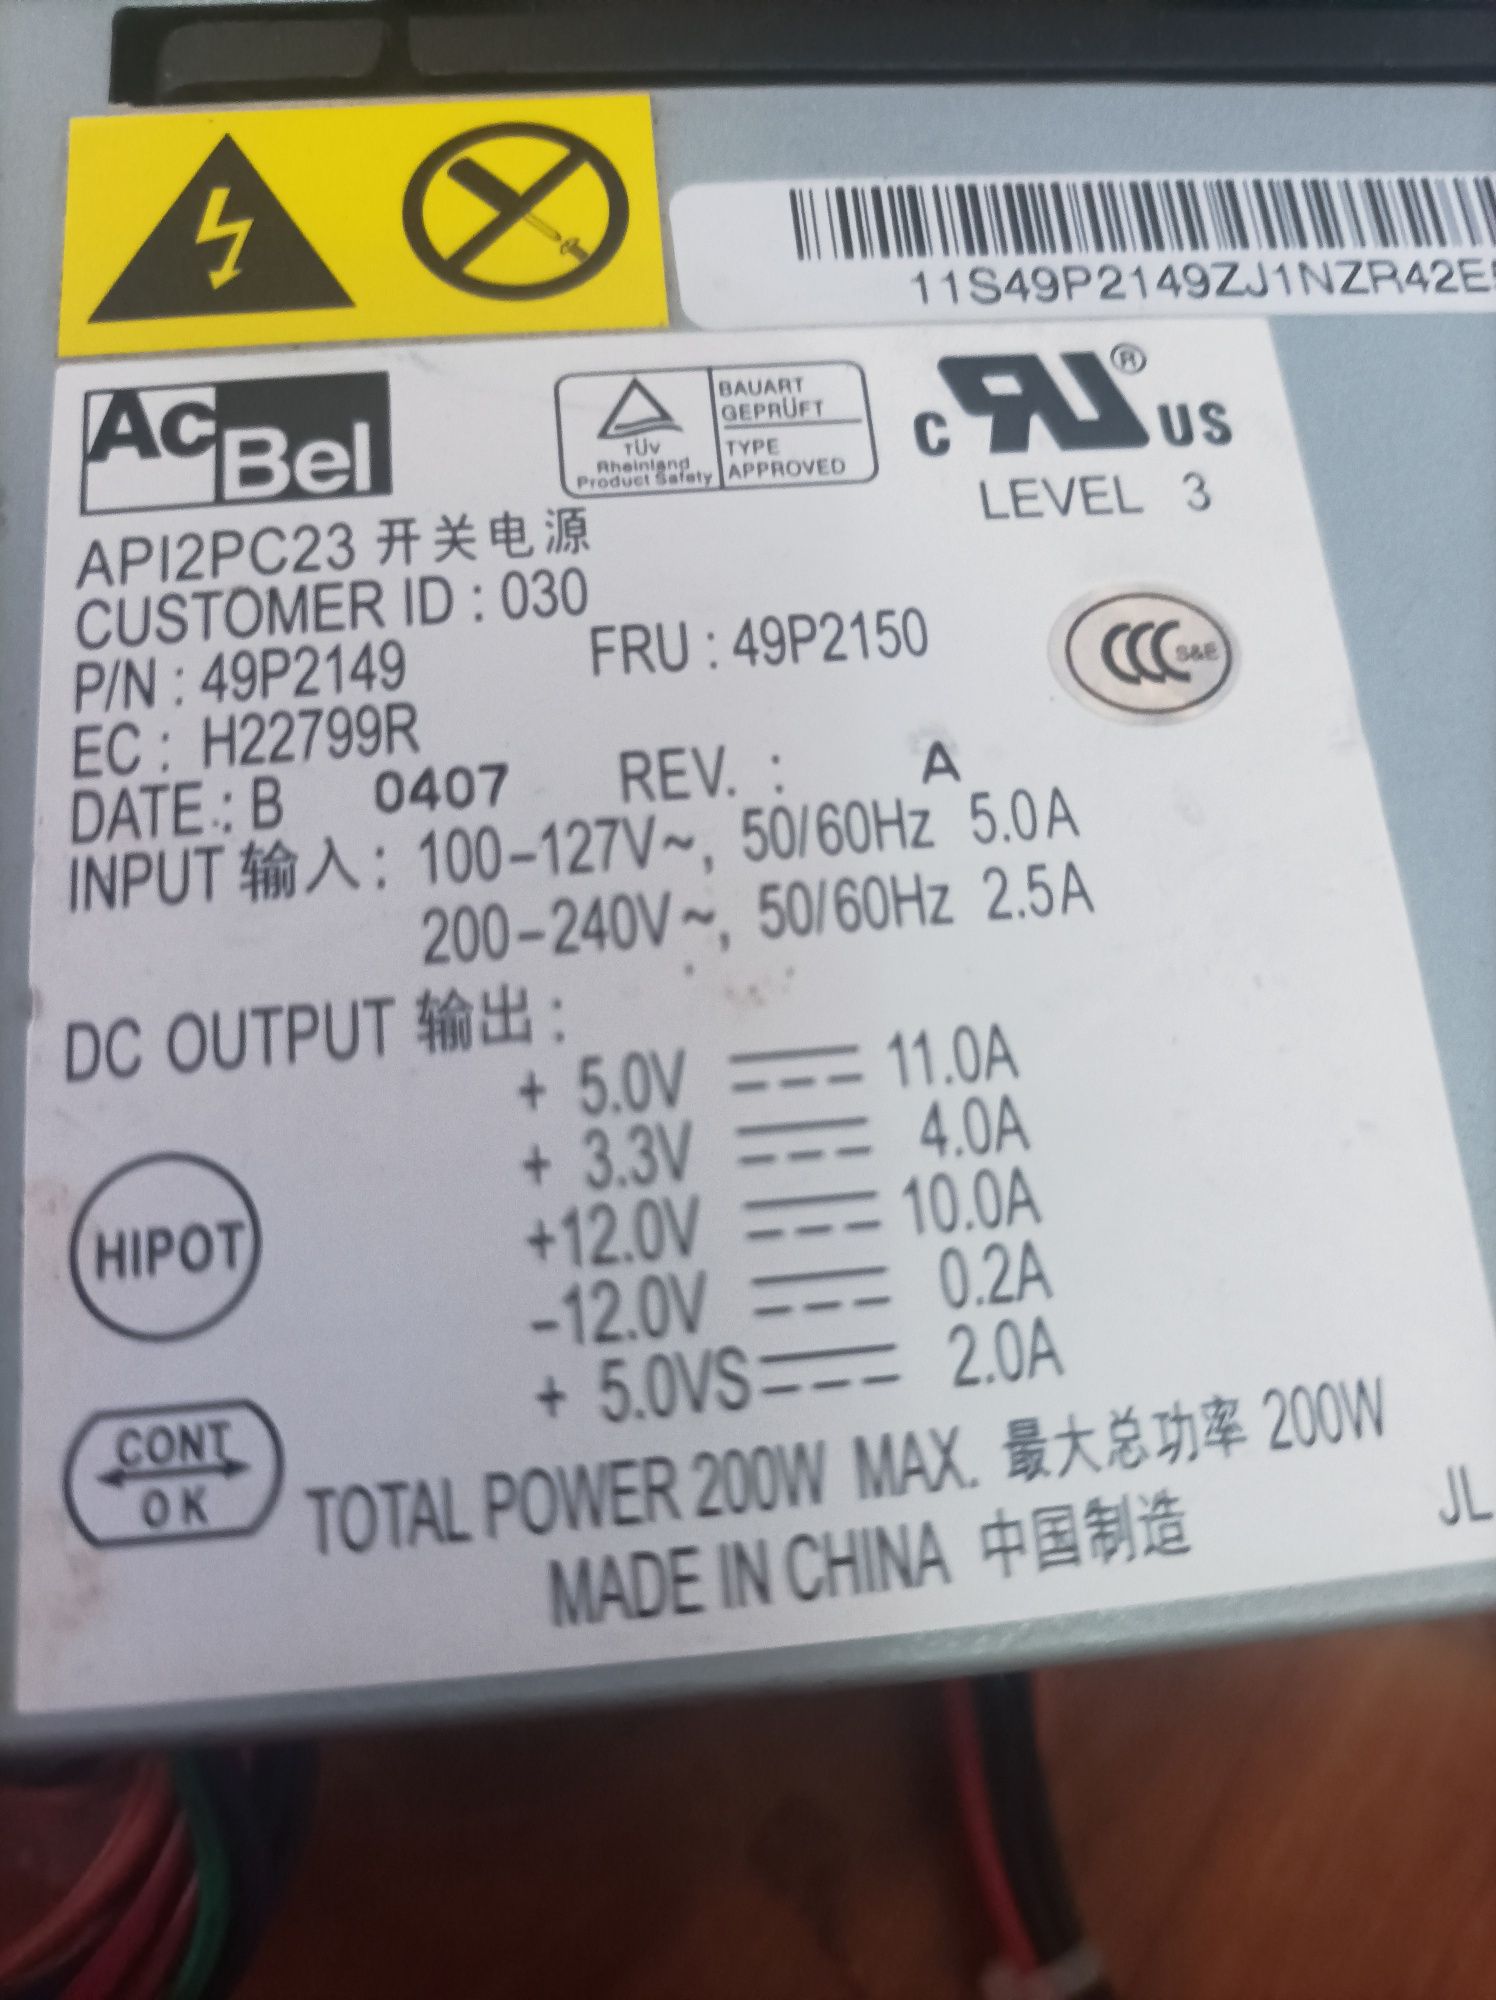 11S49P2149ZJ1NZR42E
AcBel
TÜV
Rheinland
Product Safety
BAUART
GEPRÜFT
TYPE
APPROVED
C RU ® US
LEVEL 3
API2PC23 开关电源
CUSTOMER ID : 030
P/N : 49P2149 FRU : 49P2150
CCC S&E
EC : H22799R
DATE : B 0407 REV. : A
INPUT 输入 : 100-127V~, 50/60Hz 5.0A
200-240V~, 50/60Hz 2.5A
DC OUTPUT 输出 :
+ 5.0V 11.0A
+ 3.3V 4.0A
+12.0V 10.0A
-12.0V 0.2A
+ 5.0VS 2.0A
HIPOT
CONT
OK
TOTAL POWER 200W MAX. 最大总功率 200W
MADE IN CHINA 中国制造
JL